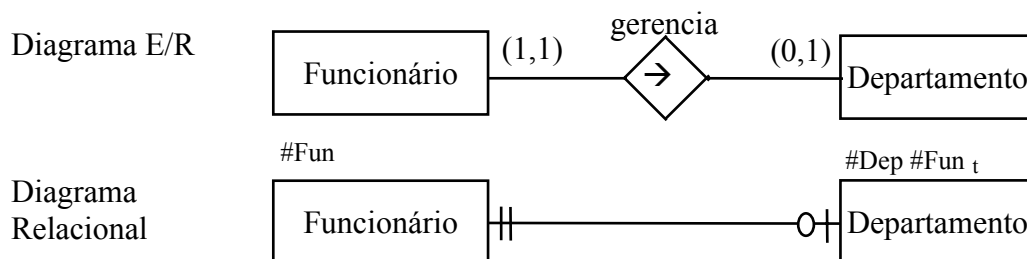 gerencia
Diagrama E/R
(1,1)
(0,1)
Funcionário
→
Departamento
#Fun
#Dep #Fun t
Diagrama
Relacional
Funcionário
Departamento